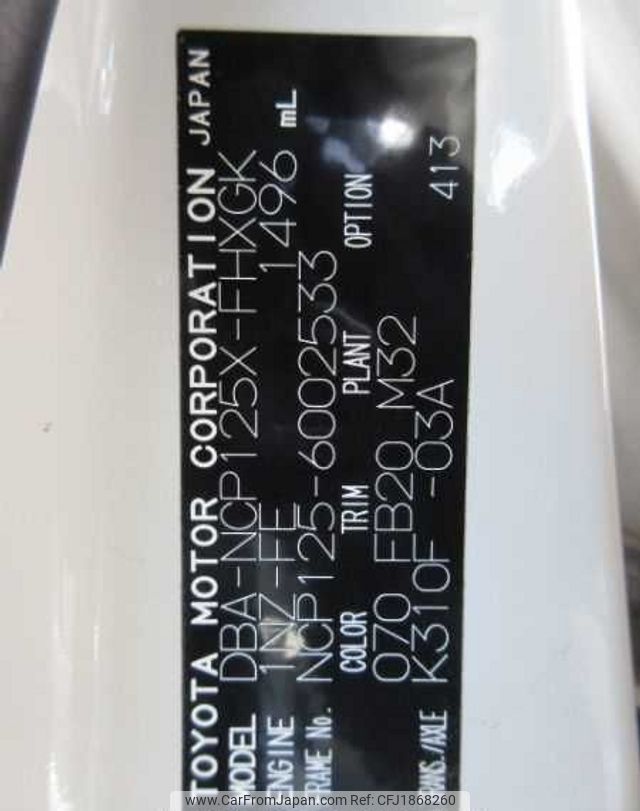 TOYOTA MOTOR CORPORATION JAPAN
MODEL DBA-NCP125X-FHXGK
ENGINE 1NZ-FE 1496 mL
FRAME No. NCP125-6002533
COLOR TRIM PLANT OPTION
070 FB20 M32
TRANS./AXLE K310F -03A 413
www.CarFromJapan.com | CFJ1868260